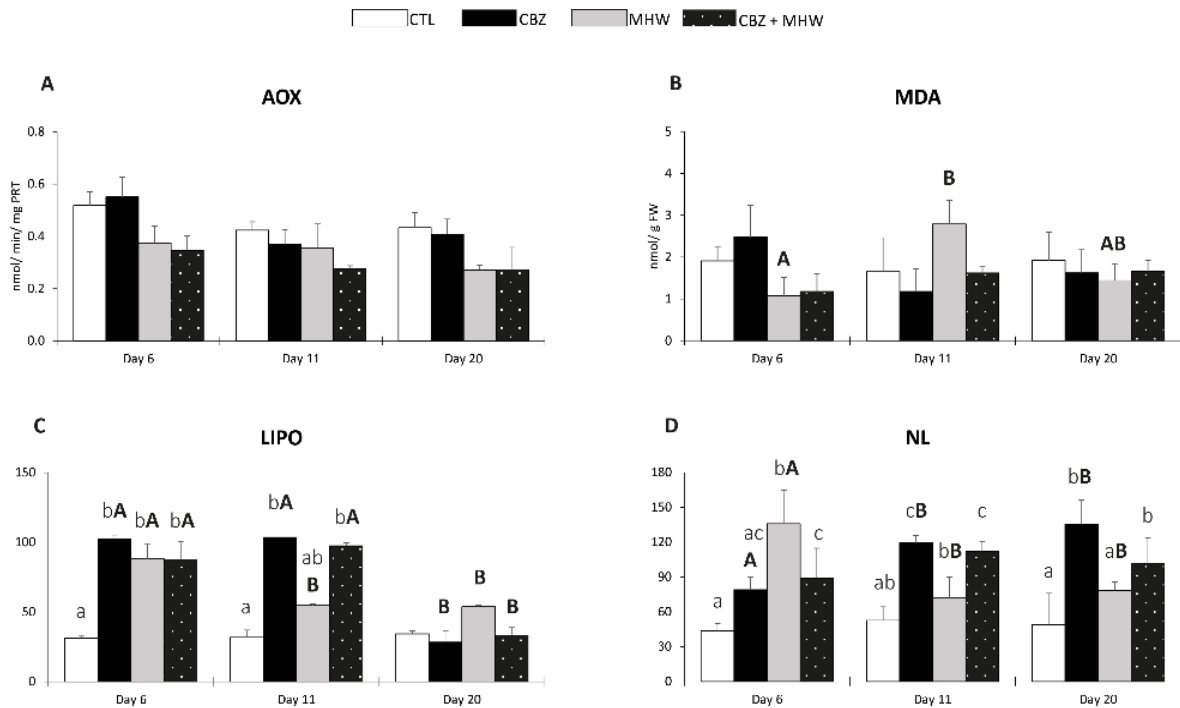 CTL CBZ MHW CBZ + MHW
A
AOX
0.8
0.6
0.4
0.2
0.0
nmol/ min/ mg PRT
Day 6 Day 11 Day 20
B
MDA
5
4
3
2
1
0
nmol/ g FW
A B AB
Day 6 Day 11 Day 20
C
LIPO
150
100
50
0
a bA bA bA
a bA ab B bA
B B B
Day 6 Day 11 Day 20
D
NL
180
150
120
90
60
30
0
a ac A bA c
ab cB bB c
a bB aB b
Day 6 Day 11 Day 20